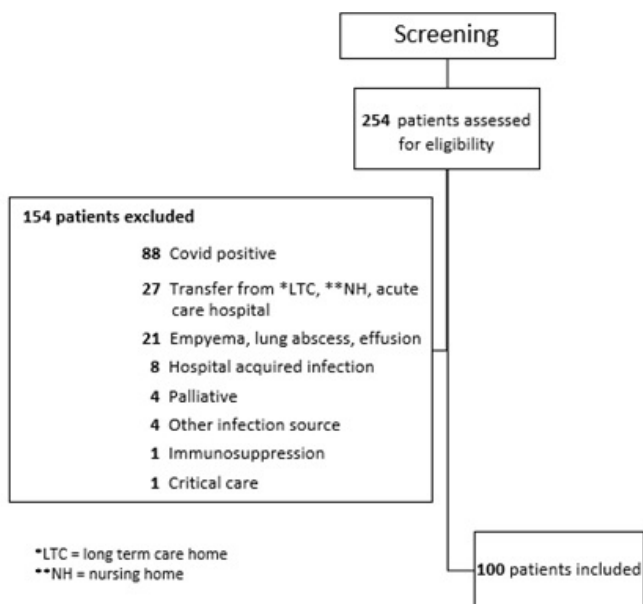 Screening
254 patients assessed
for eligibility
154 patients excluded
88 Covid positive
27 Transfer from *LTC, **NH, acute
care hospital
21 Empyema, lung abscess, effusion
8 Hospital acquired infection
4 Palliative
4 Other infection source
1 Immunosuppression
1 Critical care
*LTC = long term care home
**NH = nursing home
100 patients included